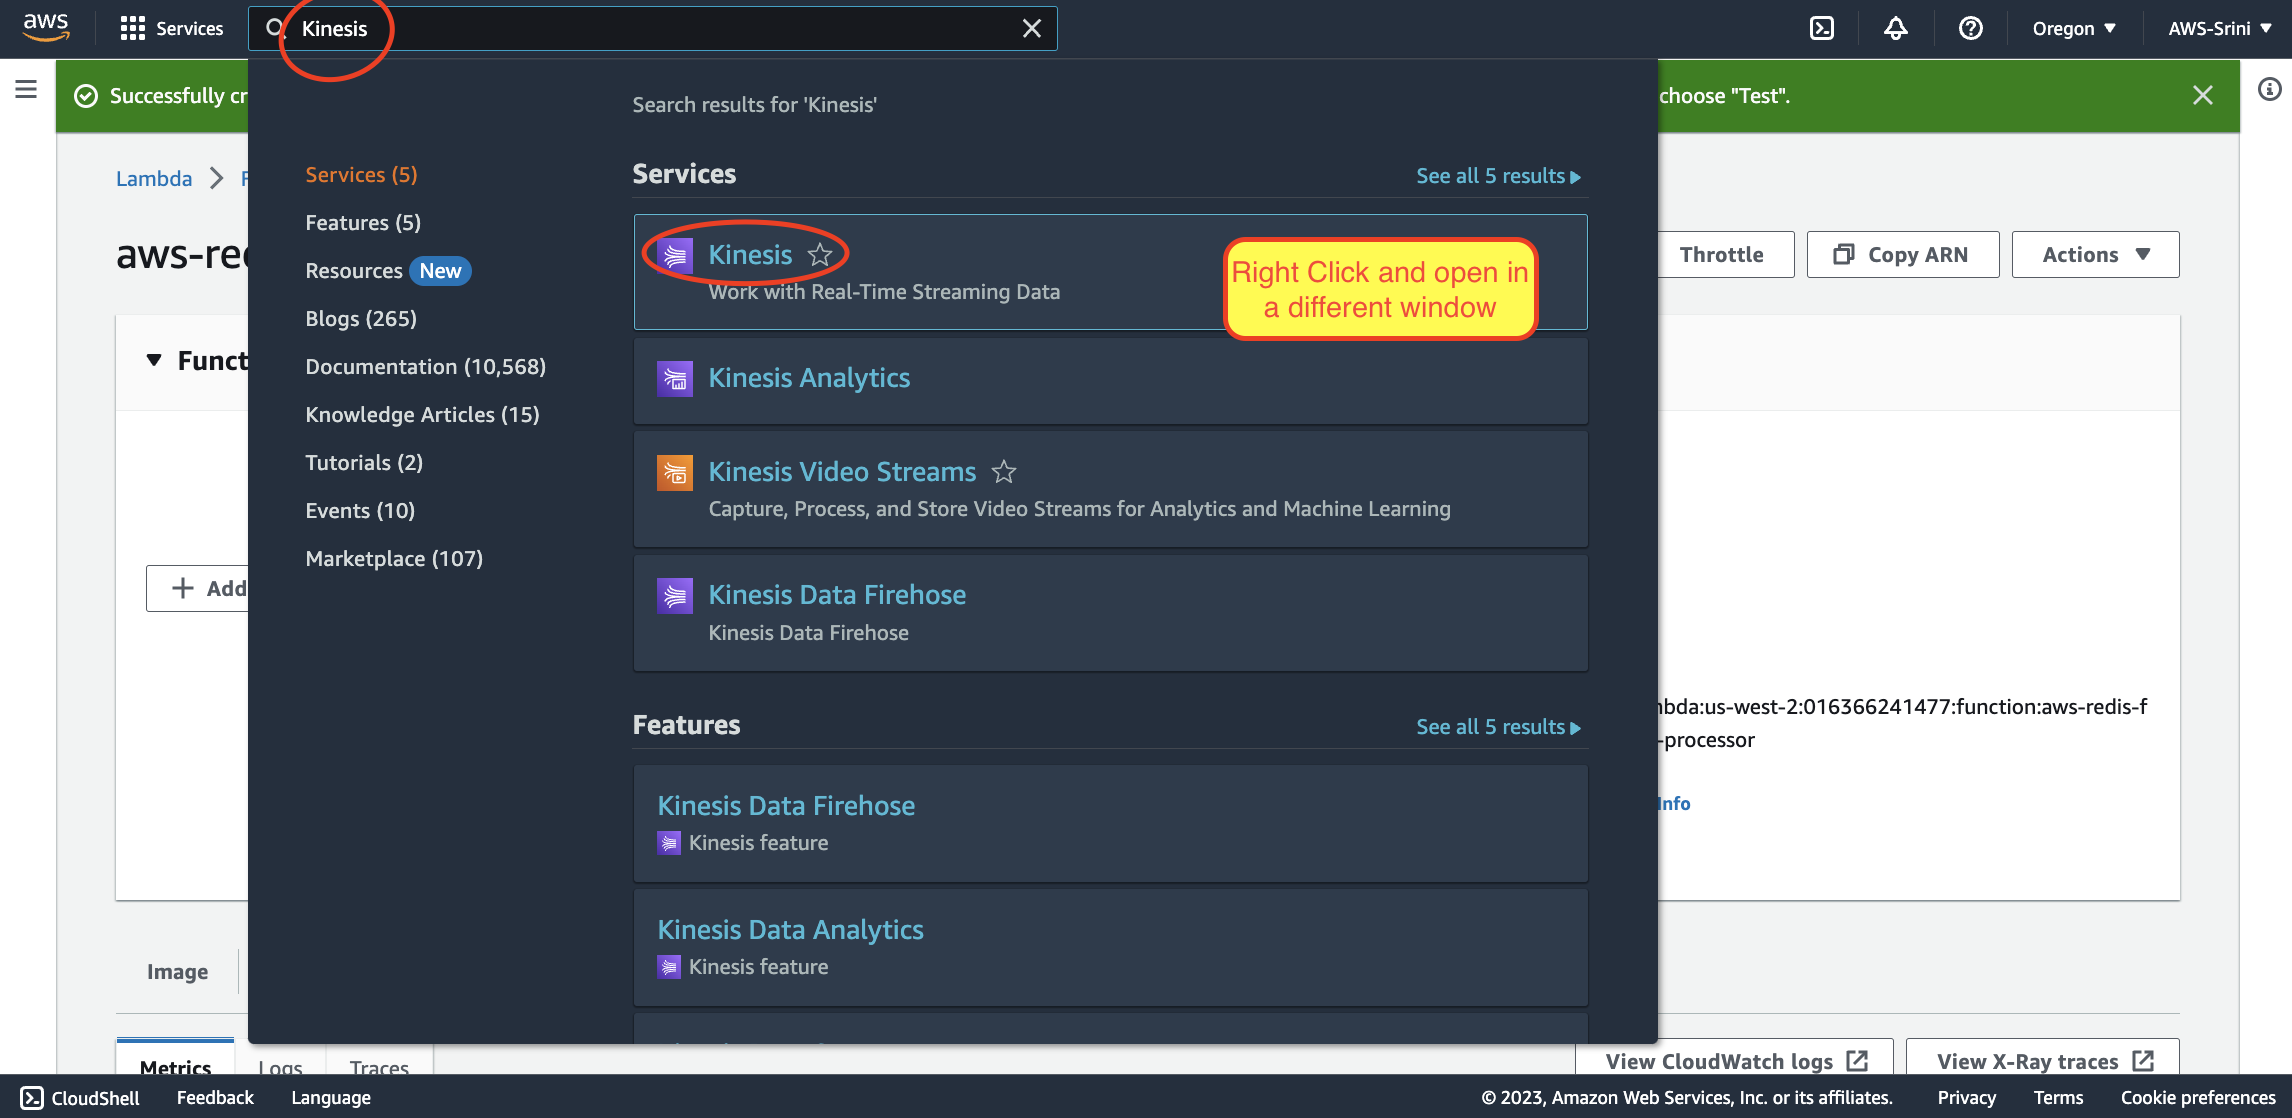 aws
Services
Kinesis
Oregon
AWS-Srini
Successfully cr
choose "Test".
Search results for 'Kinesis'
Lambda
Services (5)
Features (5)
Resources New
Blogs (265)
Documentation (10,568)
Knowledge Articles (15)
Tutorials (2)
Events (10)
Marketplace (107)
Services
See all 5 results
Kinesis
Work with Real-Time Streaming Data
Right Click and open in
a different window
Kinesis Analytics
Kinesis Video Streams
Capture, Process, and Store Video Streams for Analytics and Machine Learning
Kinesis Data Firehose
Kinesis Data Firehose
Features
See all 5 results
Kinesis Data Firehose
Kinesis feature
Kinesis Data Analytics
Kinesis feature
aws-red
Throttle
Copy ARN
Actions
Funct
Add
mbda:us-west-2:016366241477:function:aws-redis-f
-processor
Info
Image
Metrics
Logs
Traces
View CloudWatch logs
View X-Ray traces
CloudShell
Feedback
Language
© 2023, Amazon Web Services, Inc. or its affiliates.
Privacy
Terms
Cookie preferences